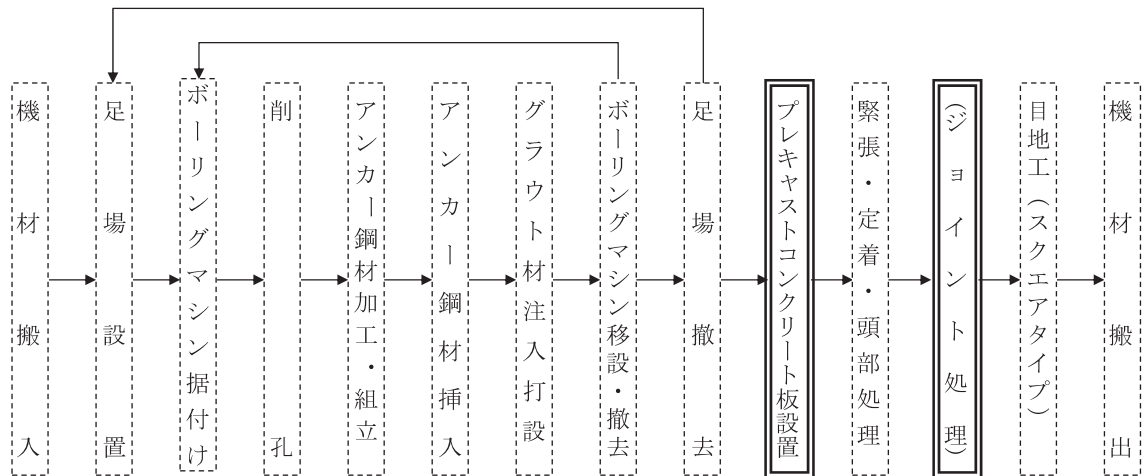 機材搬入
足場設置
ボーリングマシン据付け
削孔
アンカー鋼材加工・組立
アンカー鋼材挿入
グラウト材注入打設
ボーリングマシン移設・撤去
足場撤去
プレキャストコンクリート板設置
緊張・定着・頭部処理
(ジョイント処理)
目地工(スクエアタイプ)
機材搬出